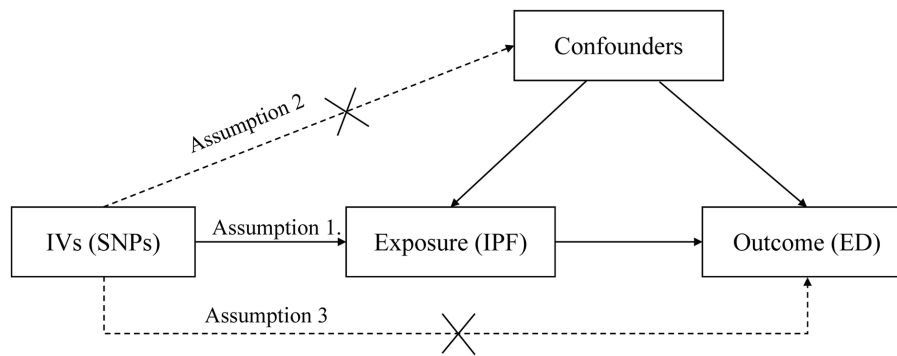 Confounders
Assumption 2
IVs (SNPs)
Assumption 1.
Exposure (IPF)
Outcome (ED)
Assumption 3